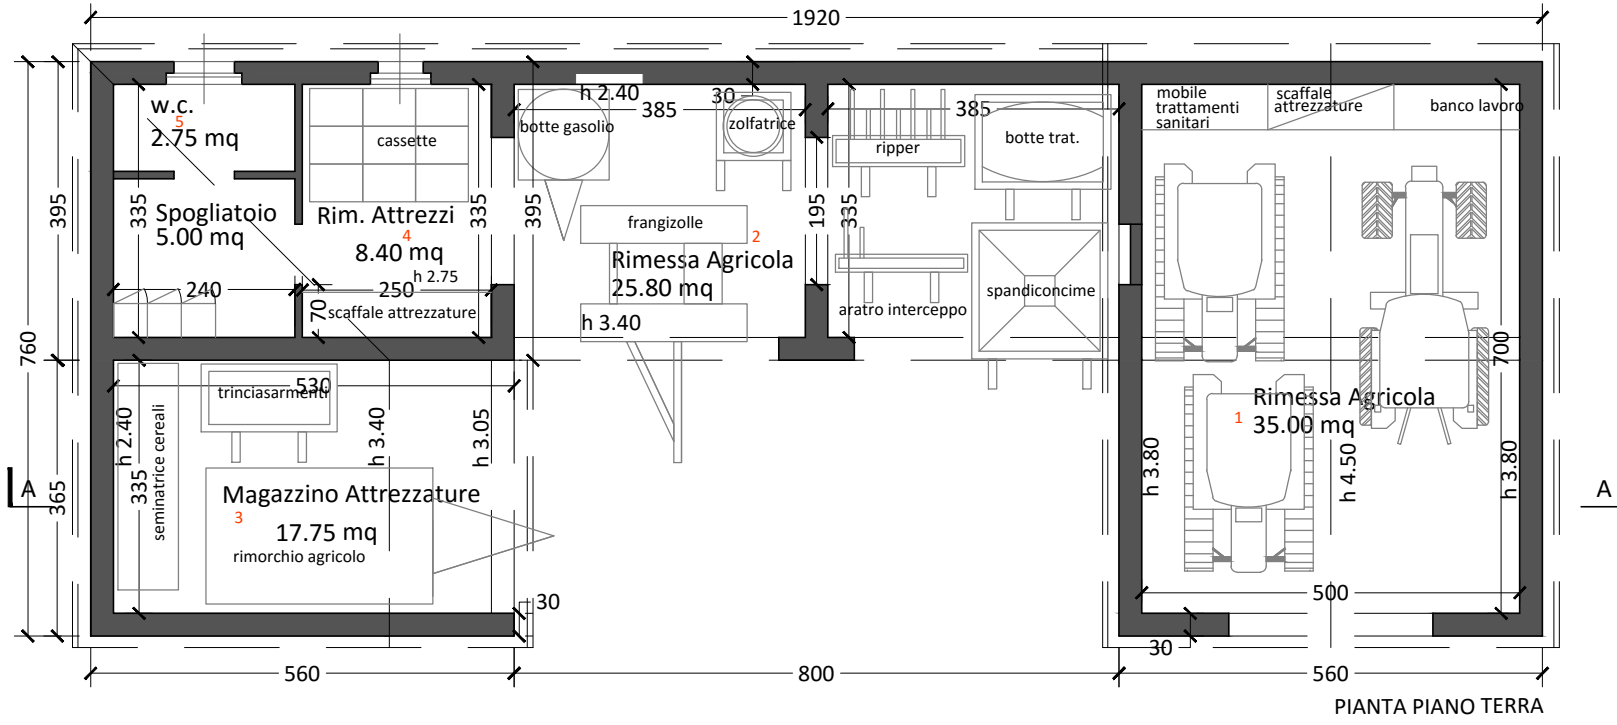 1920
w.c.
5
2.75 mq
cassette
botte gasolio
h 2.40
385
30
zolfatrice
385
ripper
botte trat.
mobile
trattamenti
sanitari
scaffale
attrezzature
banco lavoro
395
335
Spogliatoio
5.00 mq
Rim. Attrezzi
4
8.40 mq
h 2.75
335
395
frangizolle
2
Rimessa Agricola
25.80 mq
h 3.40
195
335
aratro interceppo
spandiconcime
240
250
70
scaffale attrezzature
760
700
530
trinciasarmenti
h 2.40
h 3.40
h 3.05
Rimessa Agricola
1
35.00 mq
h 3.80
h 4.50
h 3.80
A
365
335
seminatrice cereali
Magazzino Attrezzature
3
17.75 mq
rimorchio agricolo
A
500
30
30
560
800
560
PIANTA PIANO TERRA